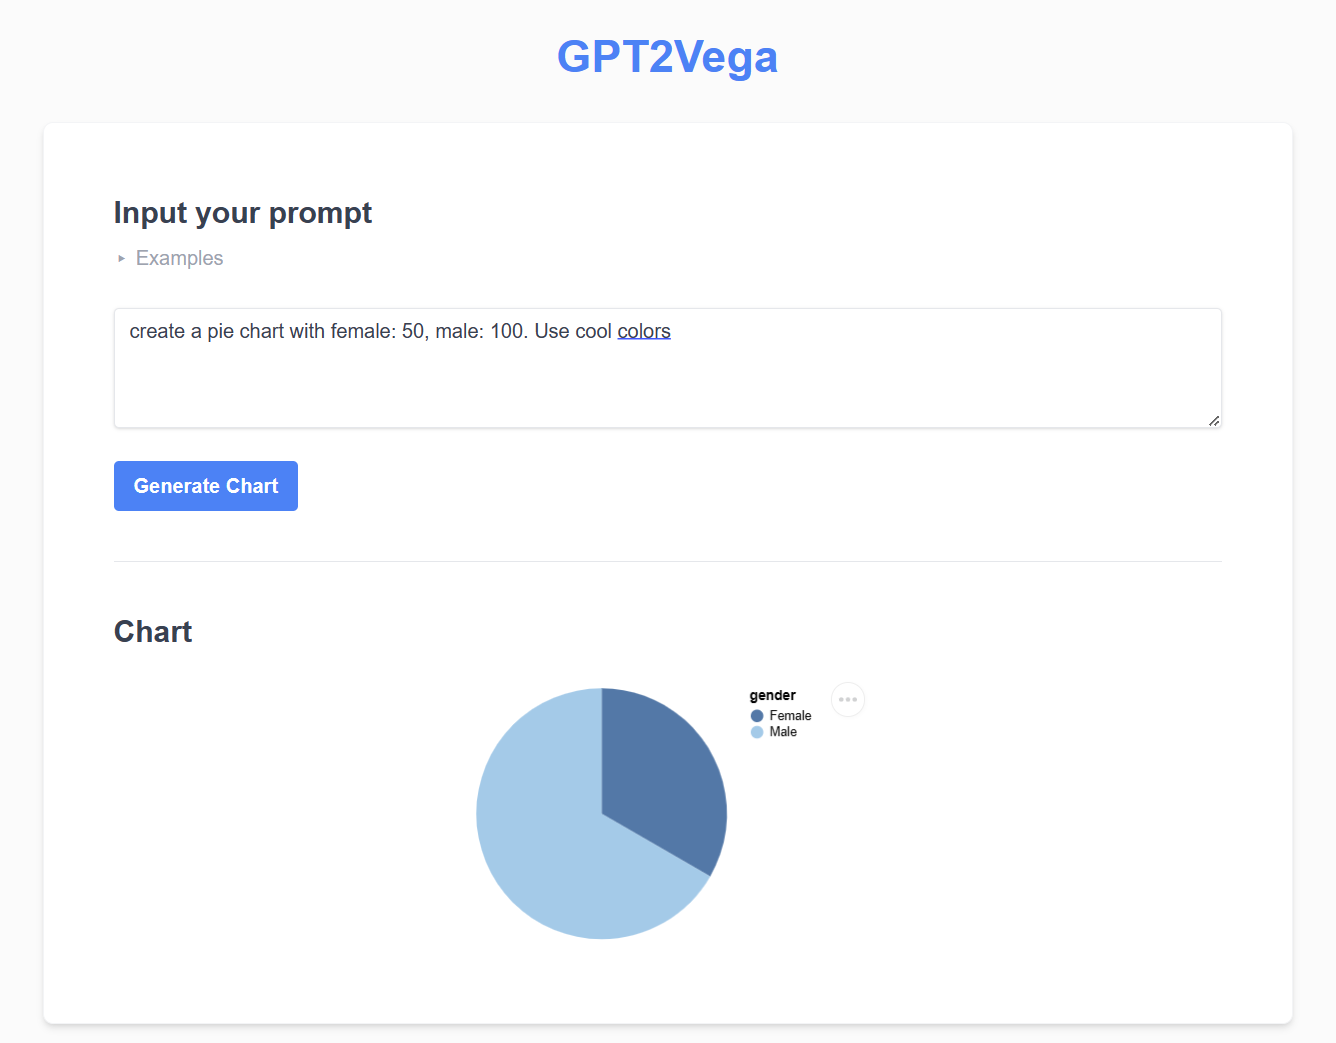 GPT2Vega
Input your prompt
Examples
create a pie chart with female: 50, male: 100. Use cool colors
Generate Chart
Chart
gender
Female
Male